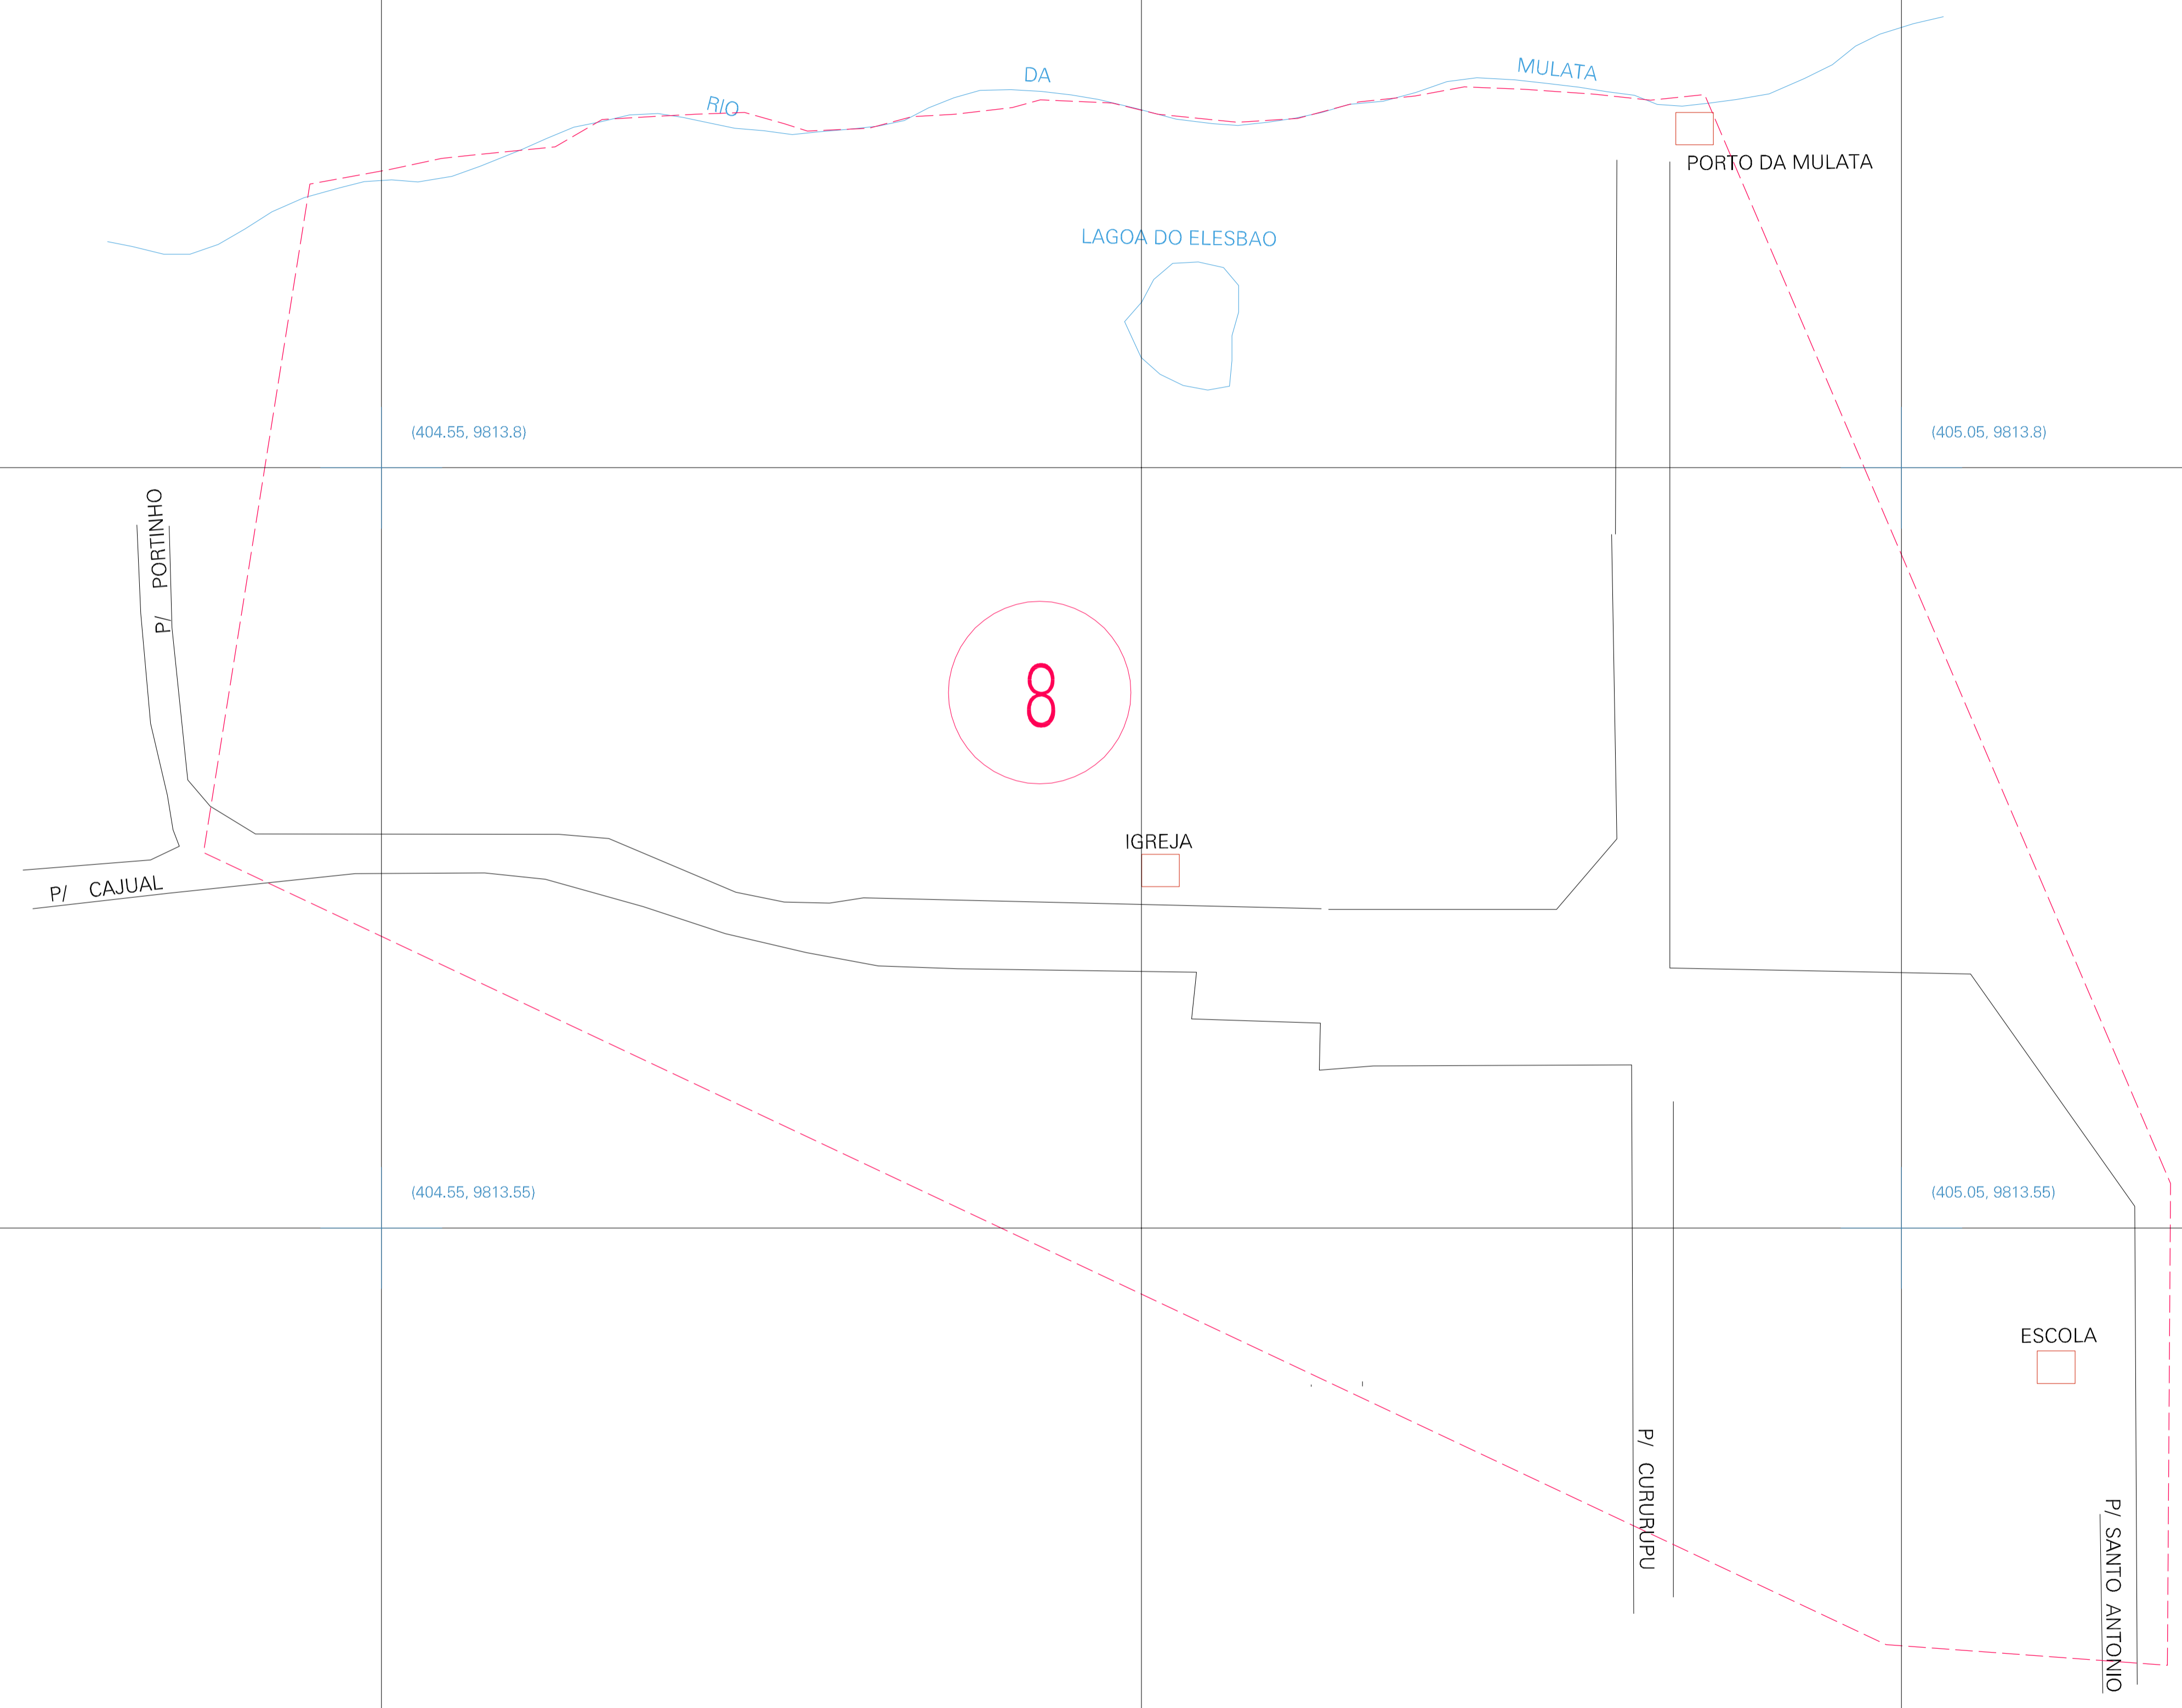 RIO DA MULATA
PORTO DA MULATA
LAGOA DO ELESBAO
(404.55, 9813.8)
(405.05, 9813.8)
P/ PORTINHO
8
IGREJA
P/ CAJUAL
(404.55, 9813.55)
(405.05, 9813.55)
ESCOLA
P/ CURURUPU
P/ SANTO ANTONIO